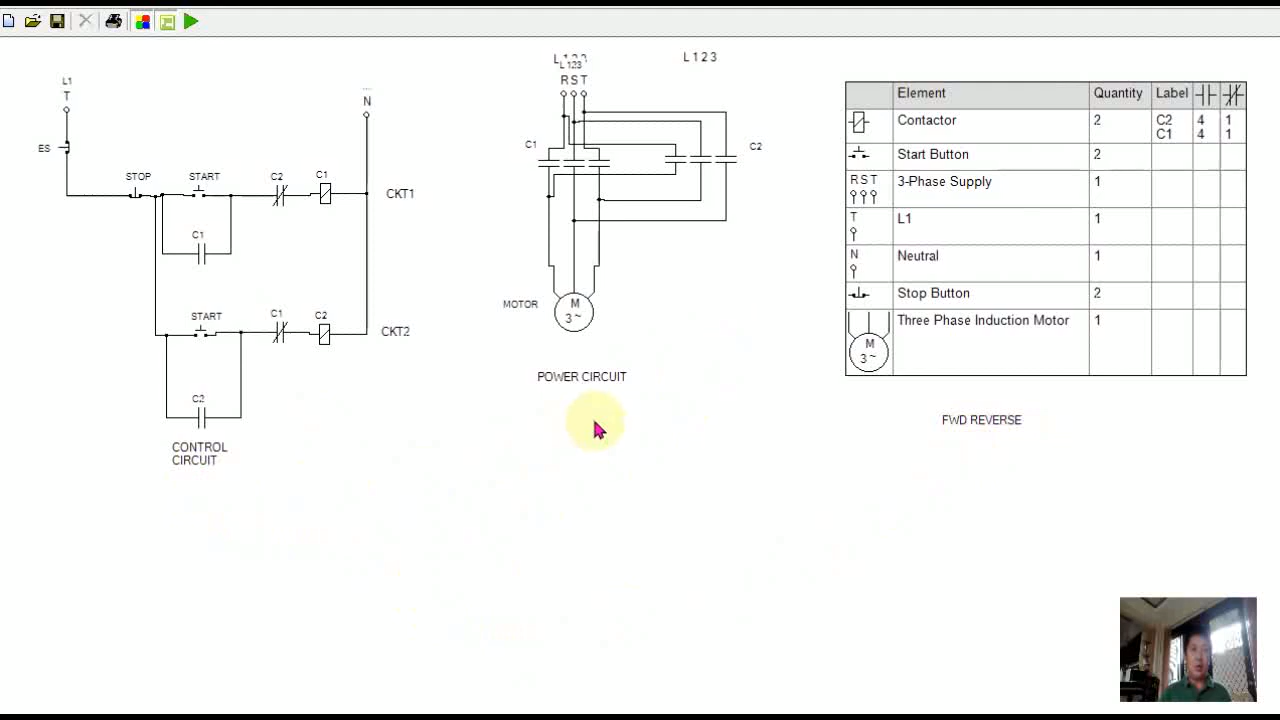 L1
T
ES
N
STOP
START
C2
C1
CKT1
C1
START
C1
C2
CKT2
C2
CONTROL
CIRCUIT
L 123
L 1 2 3
R S T
C1
C2
MOTOR
M
3 ~
POWER CIRCUIT
Element Quantity Label
Contactor 2 C2 4 1
C1 4 1
Start Button 2
R S T 3-Phase Supply 1
T L1 1
N Neutral 1
Stop Button 2
Three Phase Induction Motor 1
M
3 ~
FWD REVERSE